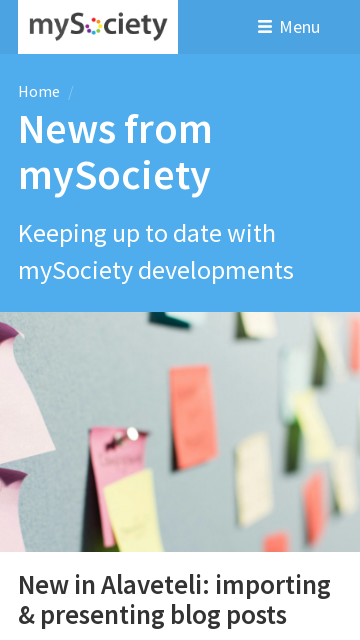 mySociety
Menu
Home /
News from
mySociety
Keeping up to date with
mySociety developments
New in Alaveteli: importing
& presenting blog posts